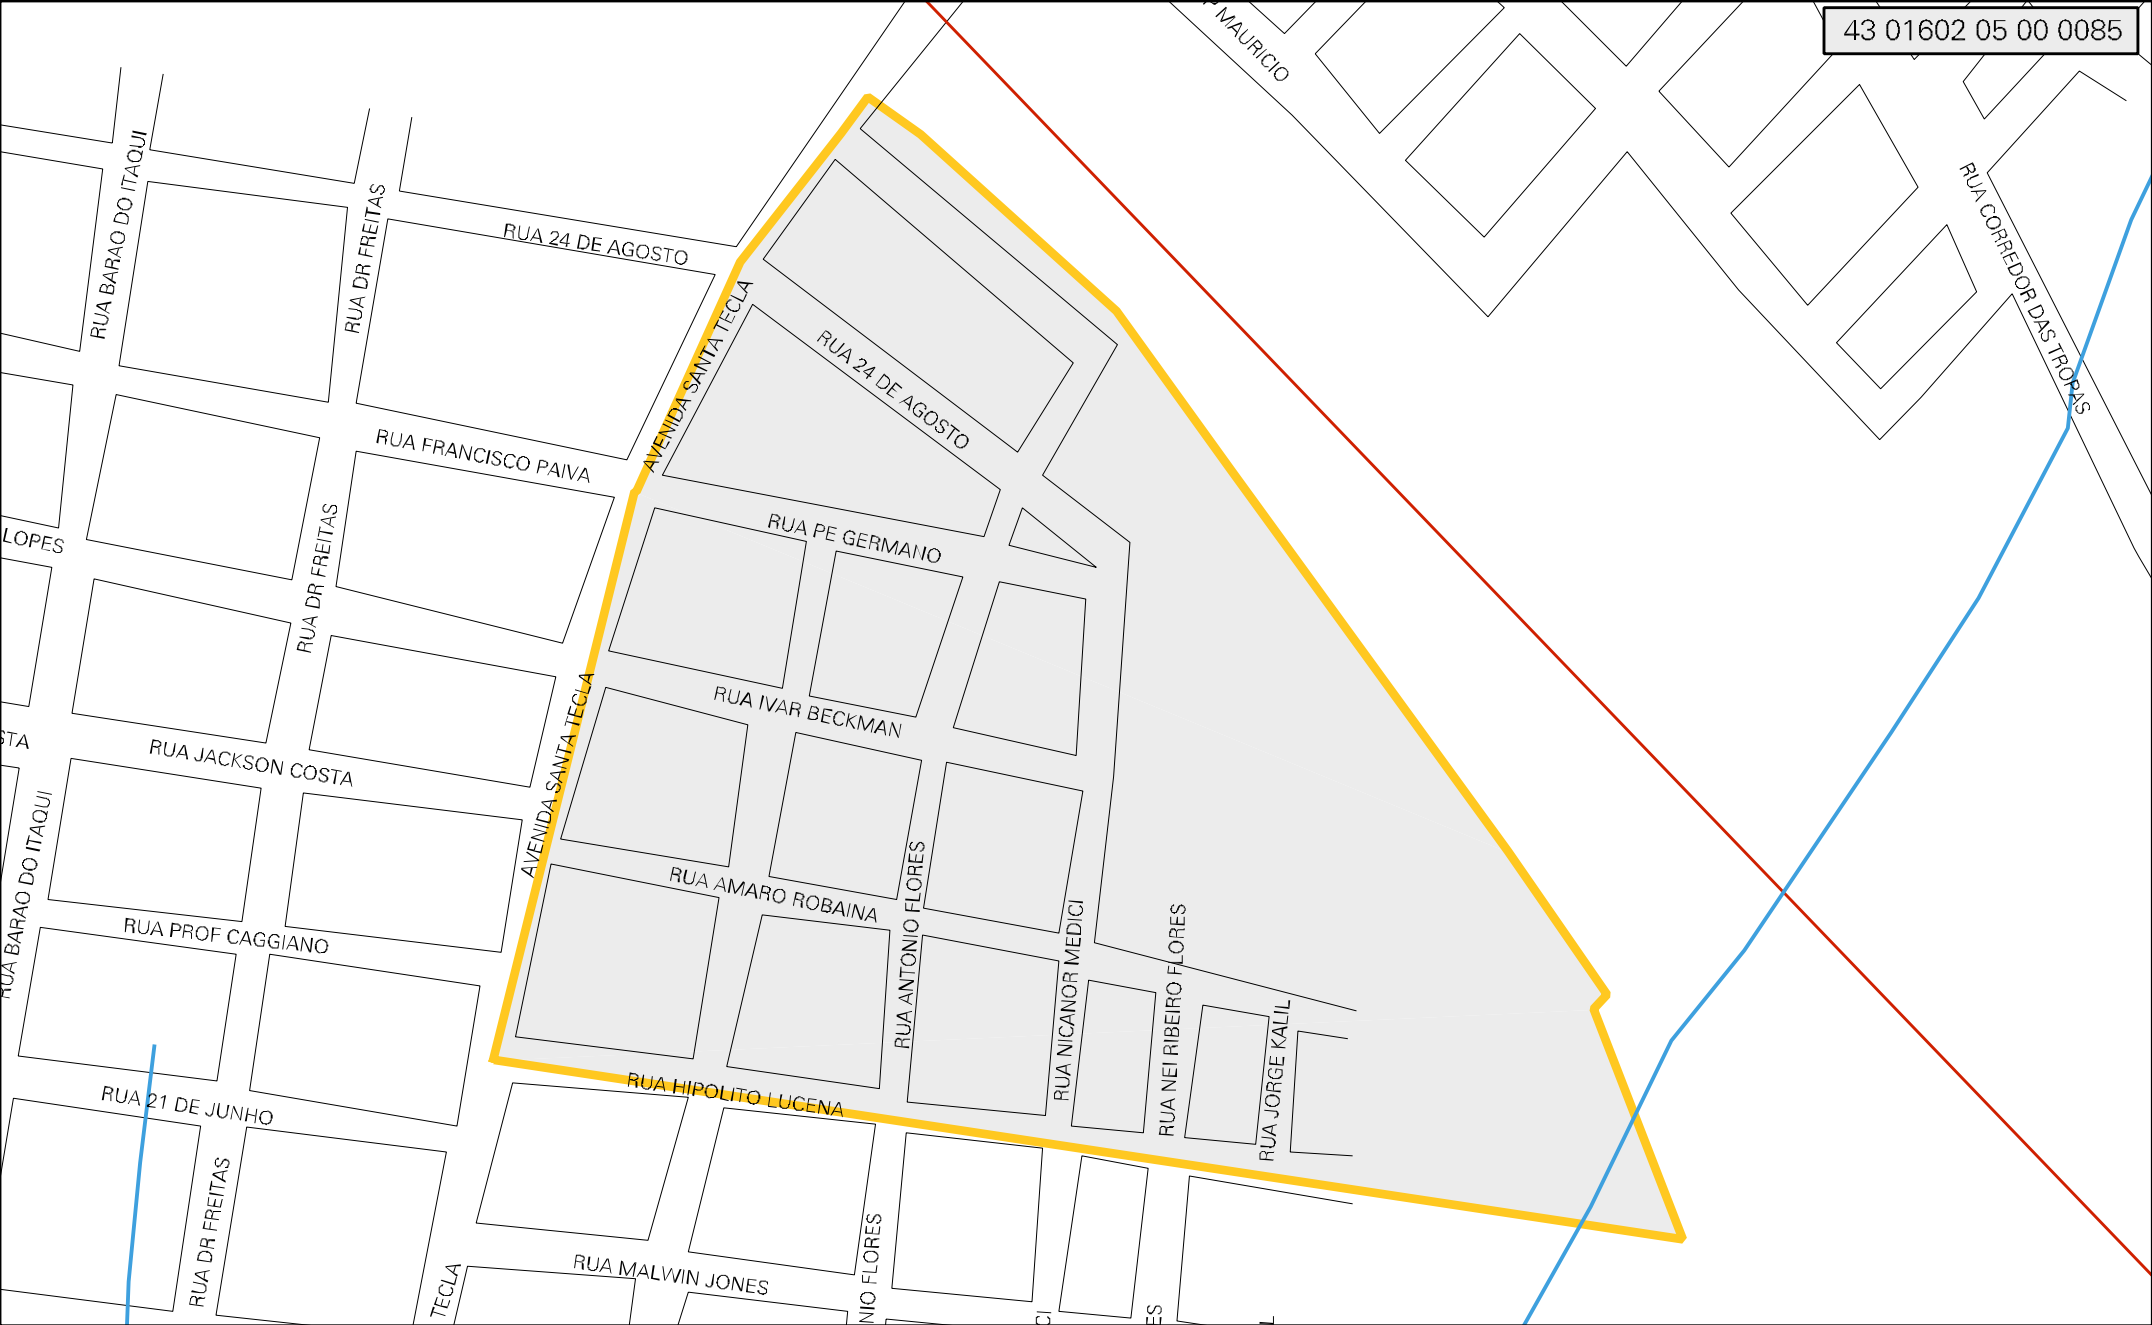 43 01602 05 00 0085
MAURICIO
RUA CORREDOR DAS TROPAS
RUA BARAO DO ITAQUI
RUA DR FREITAS
RUA 24 DE AGOSTO
AVENIDA SANTA TECLA
RUA 24 DE AGOSTO
RUA FRANCISCO PAIVA
RUA PE GERMANO
LOPES
RUA DR FREITAS
RUA IVAR BECKMAN
STA
RUA JACKSON COSTA
AVENIDA SANTA TECLA
RUA BARAO DO ITAQUI
RUA AMARO ROBAINA
RUA ANTONIO FLORES
RUA NICANOR MEDICI
RUA NEI RIBEIRO FLORES
RUA JORGE KALIL
RUA PROF CAGGIANO
RUA HIPOLITO LUCENA
RUA 21 DE JUNHO
RUA DR FREITAS
RUA MALWIN JONES
TECLA
NIO FLORES
CI
ES
L